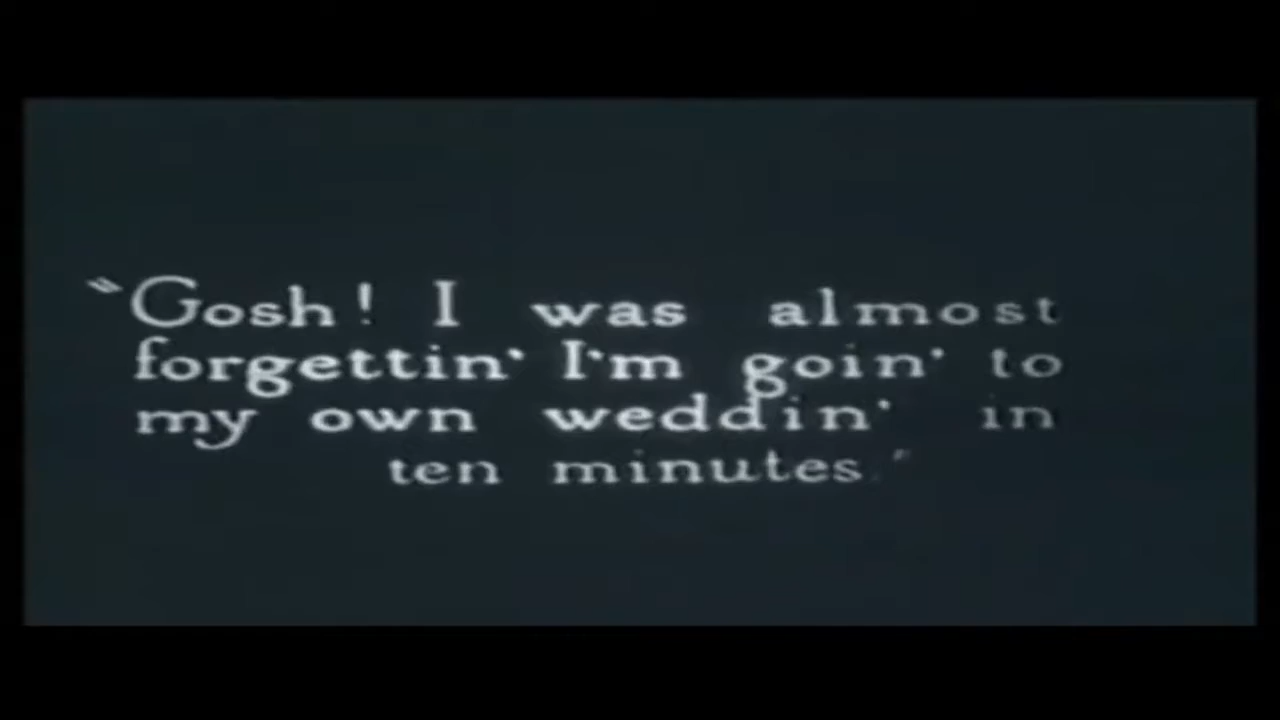 "Gosh! I was almost
forgettin' I'm goin' to
my own weddin' in
ten minutes."